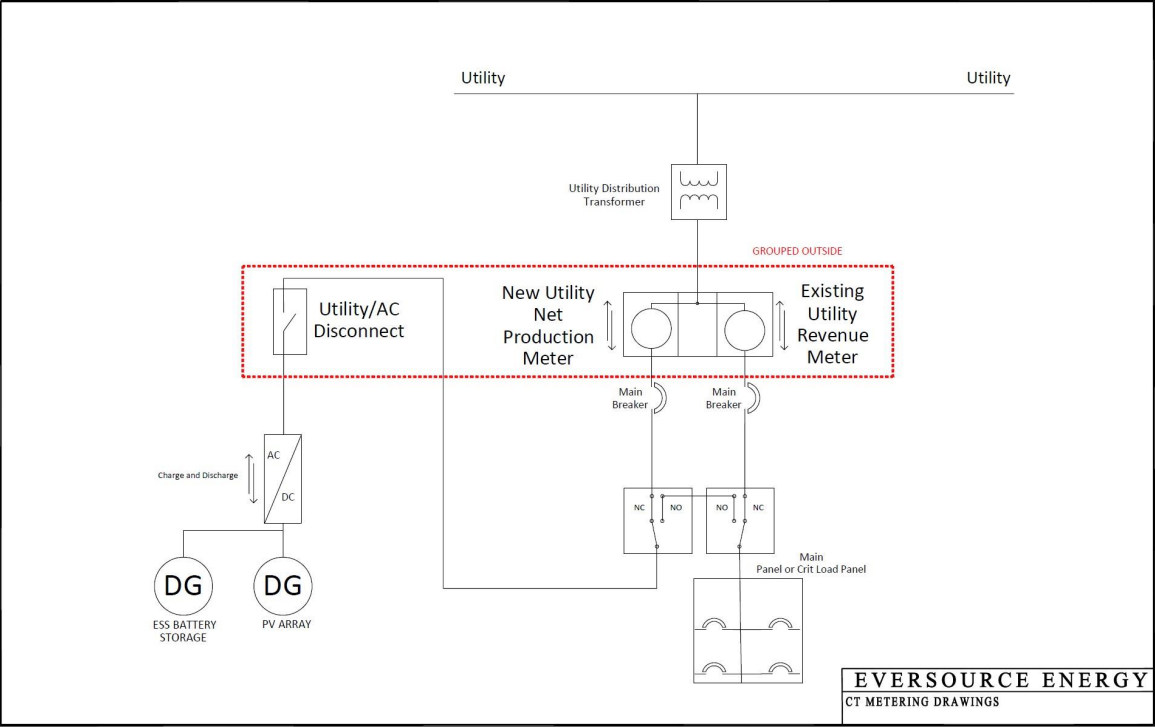 Utility
Utility
Utility Distribution
Transformer
GROUPED OUTSIDE
Utility/AC
Disconnect
New Utility
Net
Production
Meter
Existing
Utility
Revenue
Meter
Main
Breaker
Main
Breaker
AC
DC
Charge and Discharge
NC
NO
NO
NC
Main
Panel or Crit Load Panel
DG
DG
ESS BATTERY
STORAGE
PV ARRAY
EVERSOURCE ENERGY
CT METERING DRAWINGS